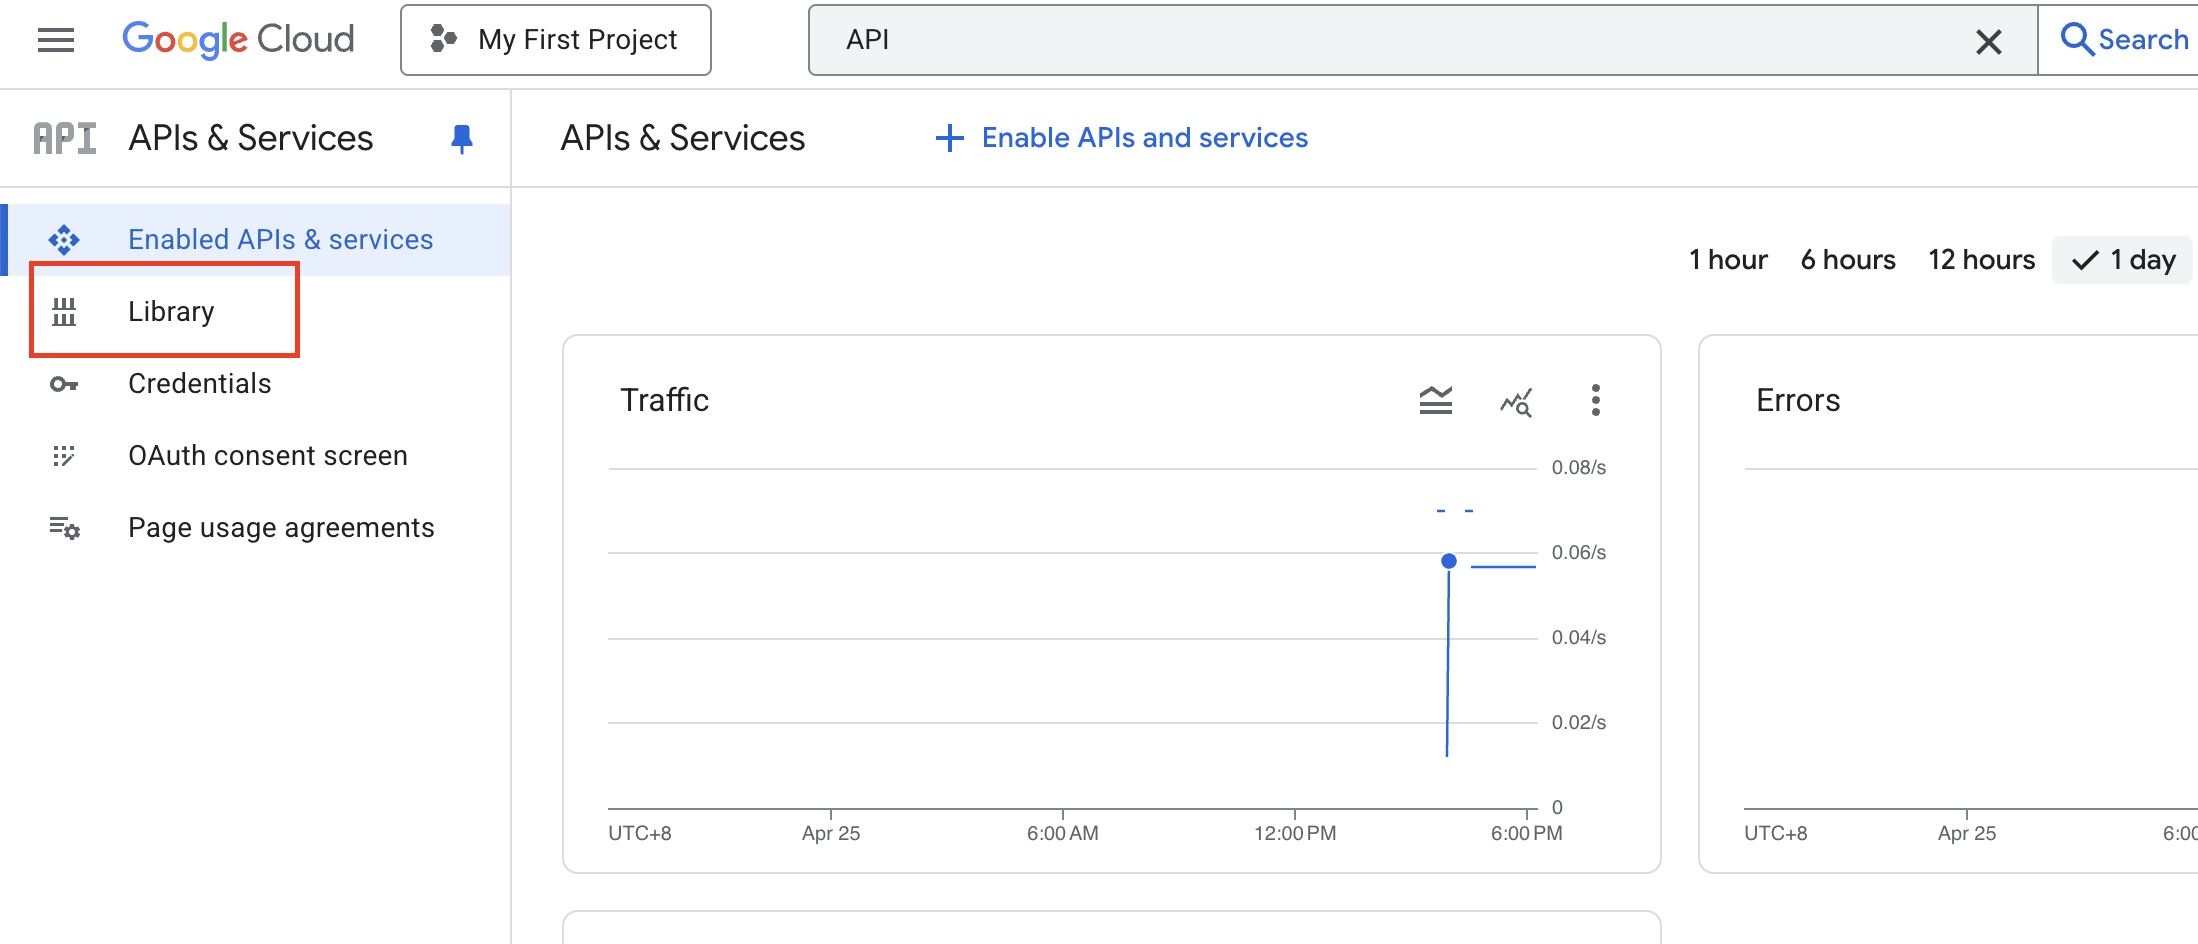 Google Cloud
My First Project
API
Search
API
APIs & Services
APIs & Services
Enable APIs and services
Enabled APIs & services
Library
Credentials
OAuth consent screen
Page usage agreements
1 hour
6 hours
12 hours
1 day
Traffic
0.08/s
0.06/s
0.04/s
0.02/s
0
UTC+8
Apr 25
6:00 AM
12:00 PM
6:00 PM
Errors
UTC+8
Apr 25